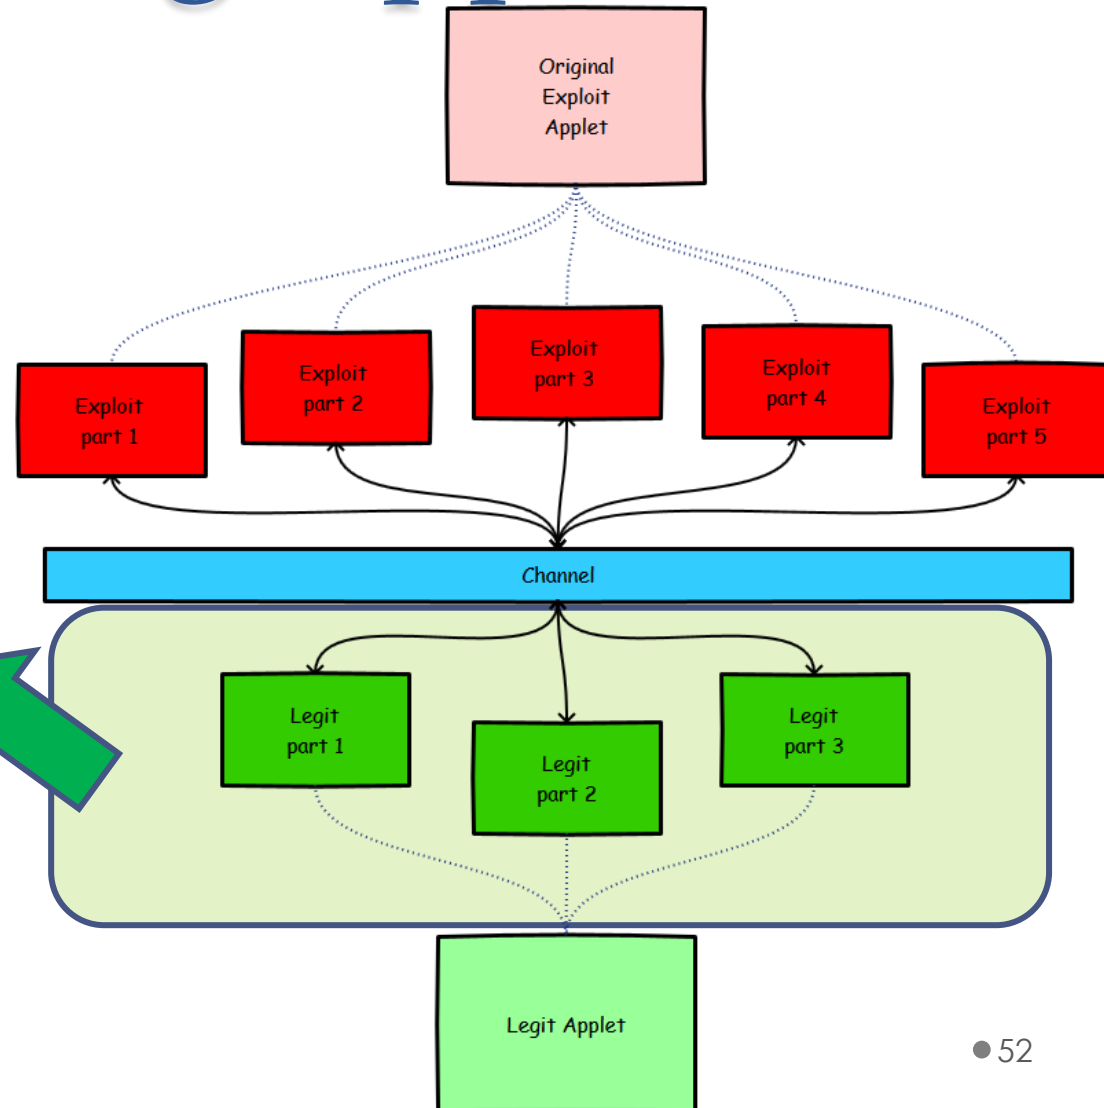 Original
Exploit
Applet
Exploit
part 1
Exploit
part 2
Exploit
part 3
Exploit
part 4
Exploit
part 5
Channel
Legit
part 1
Legit
part 2
Legit
part 3
Legit Applet
52